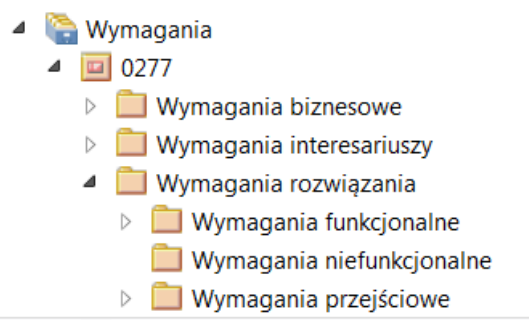 Wymagania
0277
Wymagania biznesowe
Wymagania interesariuszy
Wymagania rozwiązania
Wymagania funkcjonalne
Wymagania niefunkcjonalne
Wymagania przejściowe